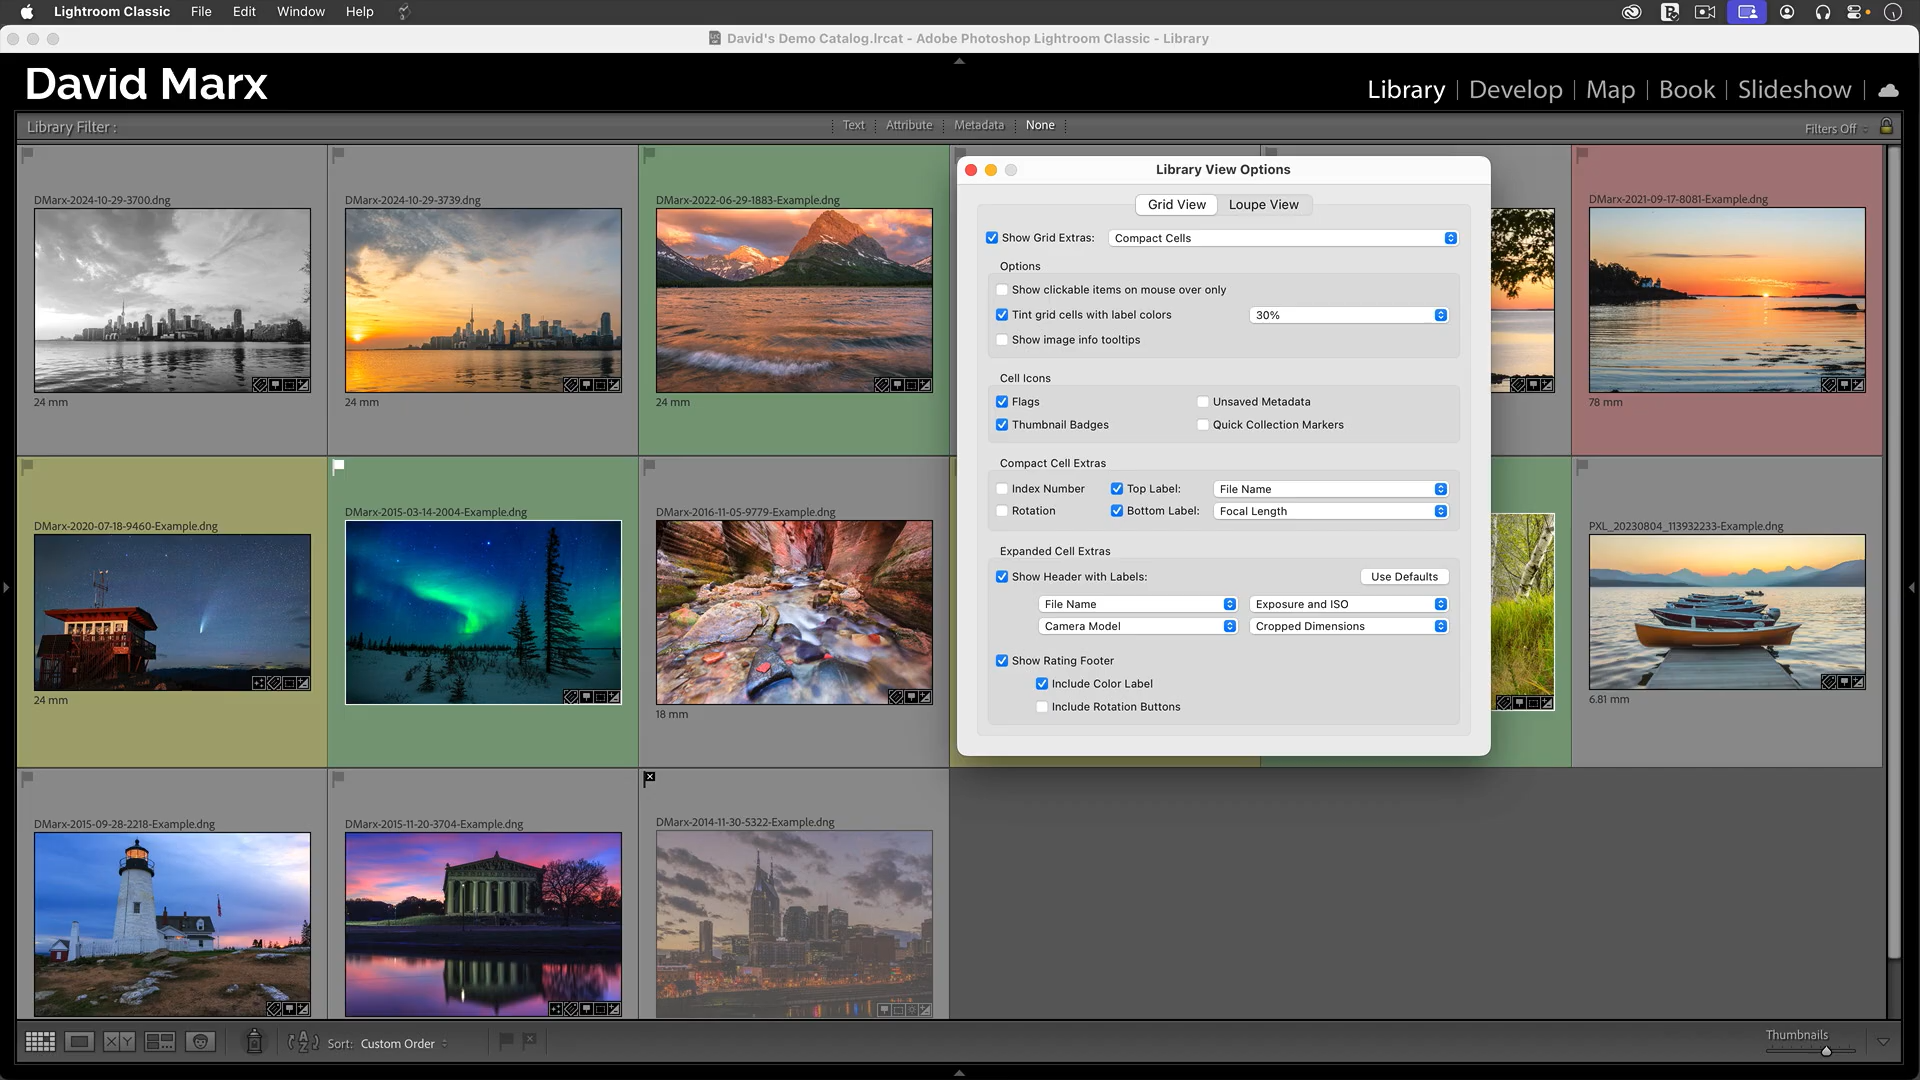 Lightroom Classic File Edit Window Help
David's Demo Catalog.lrcat - Adobe Photoshop Lightroom Classic - Library
David Marx
Library | Develop | Map | Book | Slideshow |
Library Filter :
Text Attribute Metadata None
Filters Off
DMarx-2024-10-29-3700.dng
24 mm
DMarx-2024-10-29-3739.dng
24 mm
DMarx-2022-06-29-1883-Example.dng
24 mm
DMarx-2021-09-17-8081-Example.dng
78 mm
Library View Options
Grid View Loupe View
Show Grid Extras: Compact Cells
Options
Show clickable items on mouse over only
Tint grid cells with label colors 30%
Show image info tooltips
Cell Icons
Flags Unsaved Metadata
Thumbnail Badges Quick Collection Markers
Compact Cell Extras
Index Number Top Label: File Name
Rotation Bottom Label: Focal Length
Expanded Cell Extras
Show Header with Labels: Use Defaults
File Name Exposure and ISO
Camera Model Cropped Dimensions
Show Rating Footer
Include Color Label
Include Rotation Buttons
DMarx-2020-07-18-9460-Example.dng
24 mm
DMarx-2015-03-14-2004-Example.dng
DMarx-2016-11-05-9779-Example.dng
18 mm
PXL_20230804_113932233-Example.dng
6.81 mm
DMarx-2015-09-28-2218-Example.dng
DMarx-2015-11-20-3704-Example.dng
DMarx-2014-11-30-5322-Example.dng
Sort: Custom Order
Thumbnails